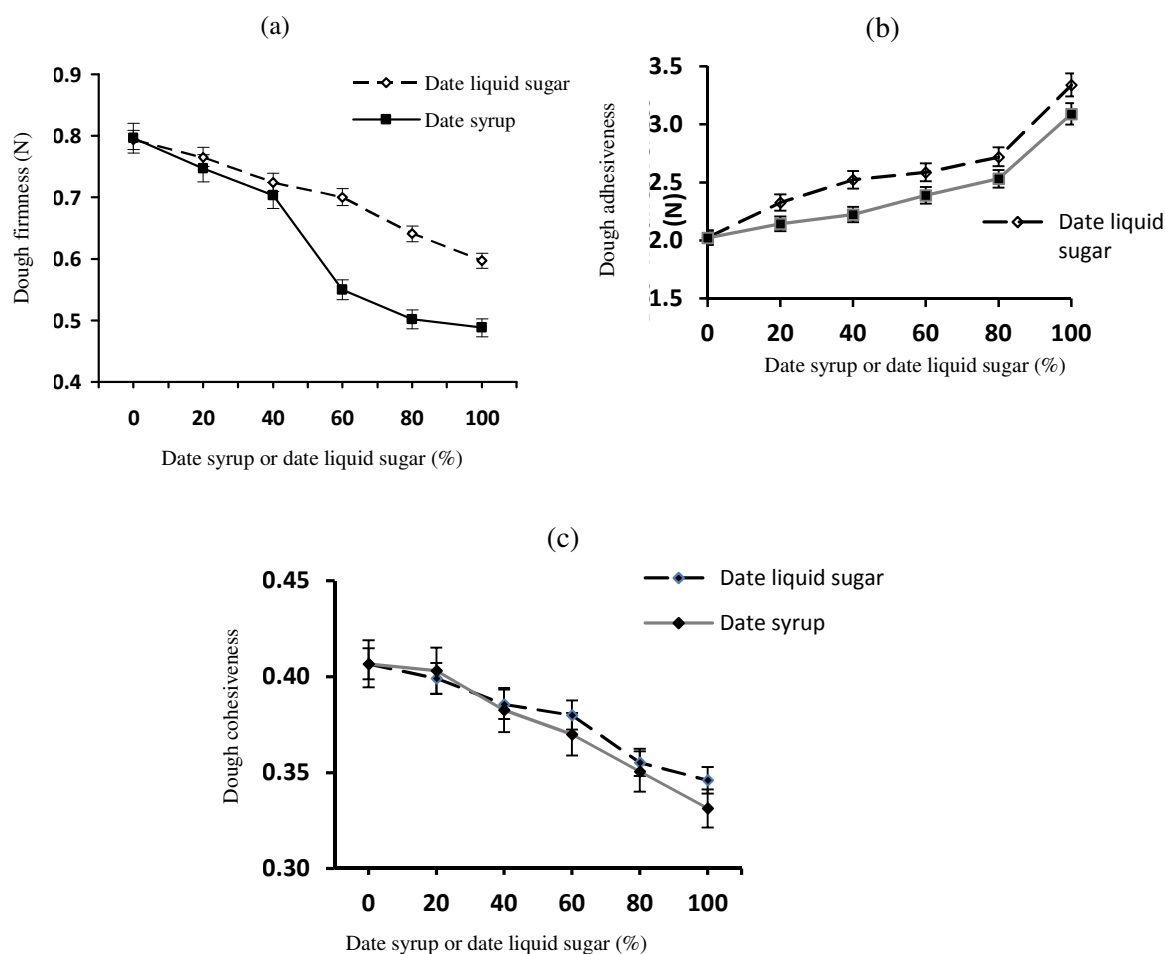 (a)
0.9
0.8
0.7
0.6
0.5
0.4
Dough firmness (N)
Date liquid sugar
Date syrup
0 20 40 60 80 100
Date syrup or date liquid sugar (%)
(b)
3.5
3.0
2.5
2.0
1.5
Dough adhesiveness
(N)
Date liquid
sugar
0 20 40 60 80 100
Date syrup or date liquid sugar (%)
(c)
0.45
0.40
0.35
0.30
Dough cohesiveness
Date liquid sugar
Date syrup
0 20 40 60 80 100
Date syrup or date liquid sugar (%)